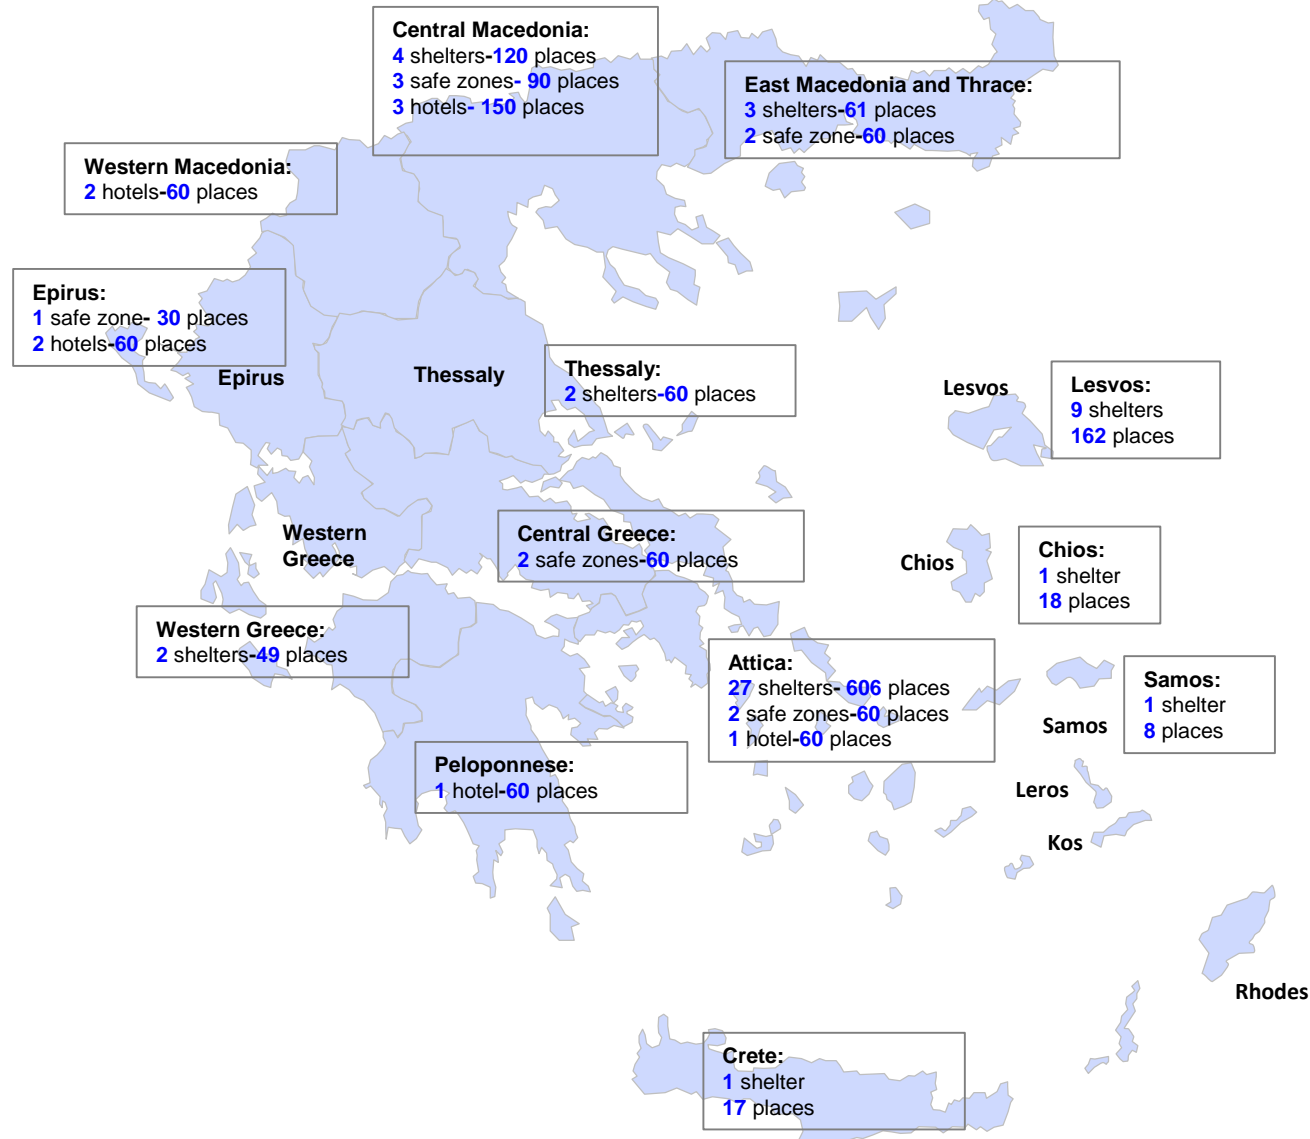 Central Macedonia:
4 shelters-120 places
3 safe zones- 90 places
3 hotels- 150 places
East Macedonia and Thrace:
3 shelters-61 places
2 safe zone-60 places
Western Macedonia:
2 hotels-60 places
Epirus:
1 safe zone- 30 places
2 hotels-60 places
Epirus
Thessaly
Thessaly:
2 shelters-60 places
Lesvos
Lesvos:
9 shelters
162 places
Western
Greece
Central Greece:
2 safe zones-60 places
Chios
Chios:
1 shelter
18 places
Western Greece:
2 shelters-49 places
Attica:
27 shelters- 606 places
2 safe zones-60 places
1 hotel-60 places
Samos:
1 shelter
8 places
Samos
Peloponnese:
1 hotel-60 places
Leros
Kos
Rhodes
Crete:
1 shelter
17 places